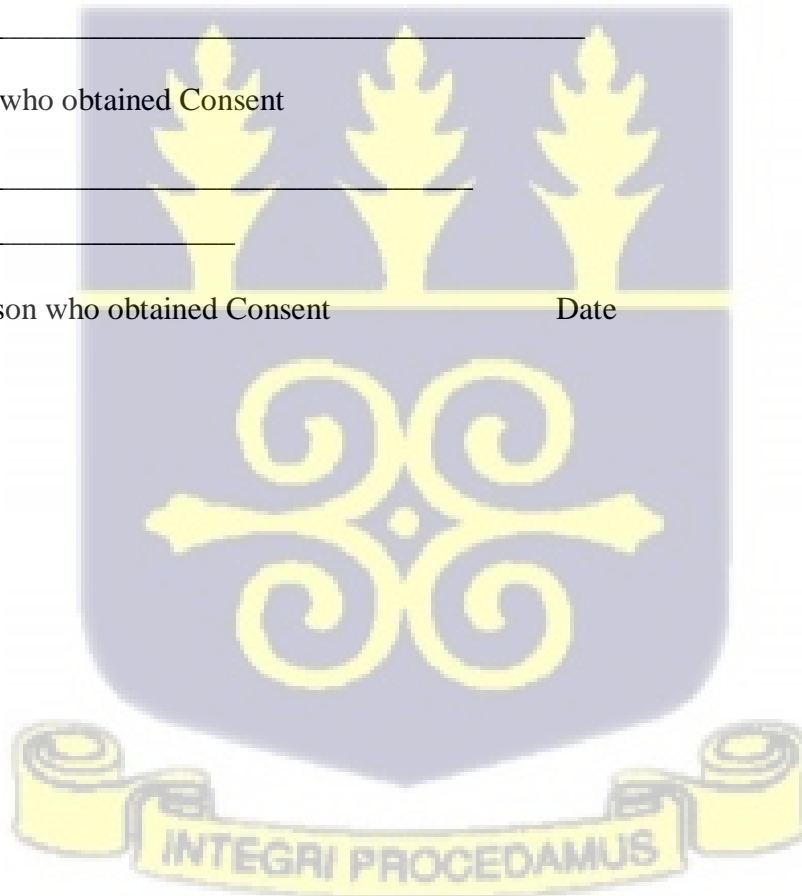 who obtained Consent
son who obtained Consent Date
INTEGRI PROCEDAMUS